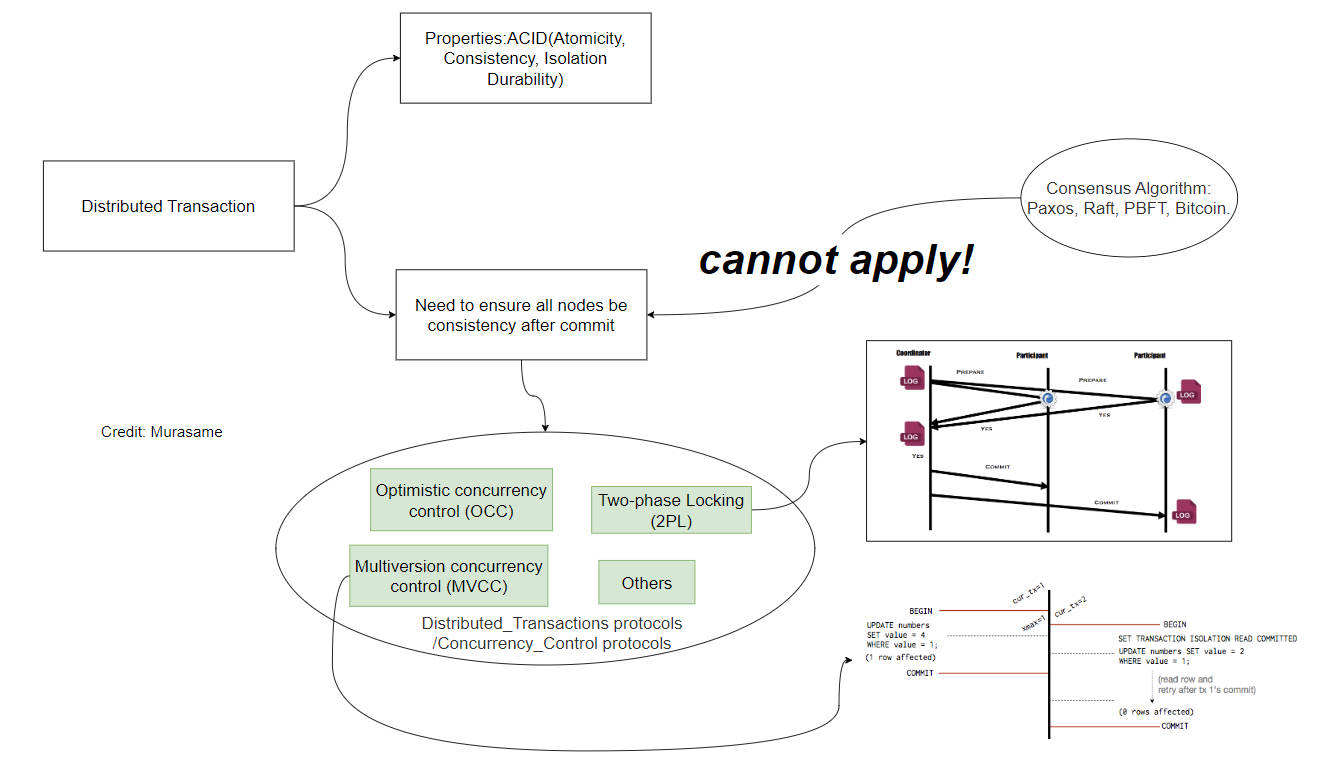 Properties:ACID(Atomicity,
Consistency, Isolation
Durability)
Distributed Transaction
Consensus Algorithm:
Paxos, Raft, PBFT, Bitcoin.
cannot apply!
Need to ensure all nodes be
consistency after commit
Credit: Murasame
Optimistic concurrency
control (OCC)
Two-phase Locking
(2PL)
Multiversion concurrency
control (MVCC)
Others
Distributed_Transactions protocols
/Concurrency_Control protocols
Coordinator
Participant
Participant
PREPARE
PREPARE
LOG
LOG
YES
YES
LOG
YES
COMMIT
COMMIT
LOG
cur_tx=1
cur_tx=2
xmax=1
BEGIN
UPDATE numbers
SET value = 4
WHERE value = 1;
(1 row affected)
COMMIT
BEGIN
SET TRANSACTION ISOLATION READ COMMITTED
UPDATE numbers SET value = 2
WHERE value = 1;
(read row and
retry after tx 1's commit)
(0 rows affected)
COMMIT